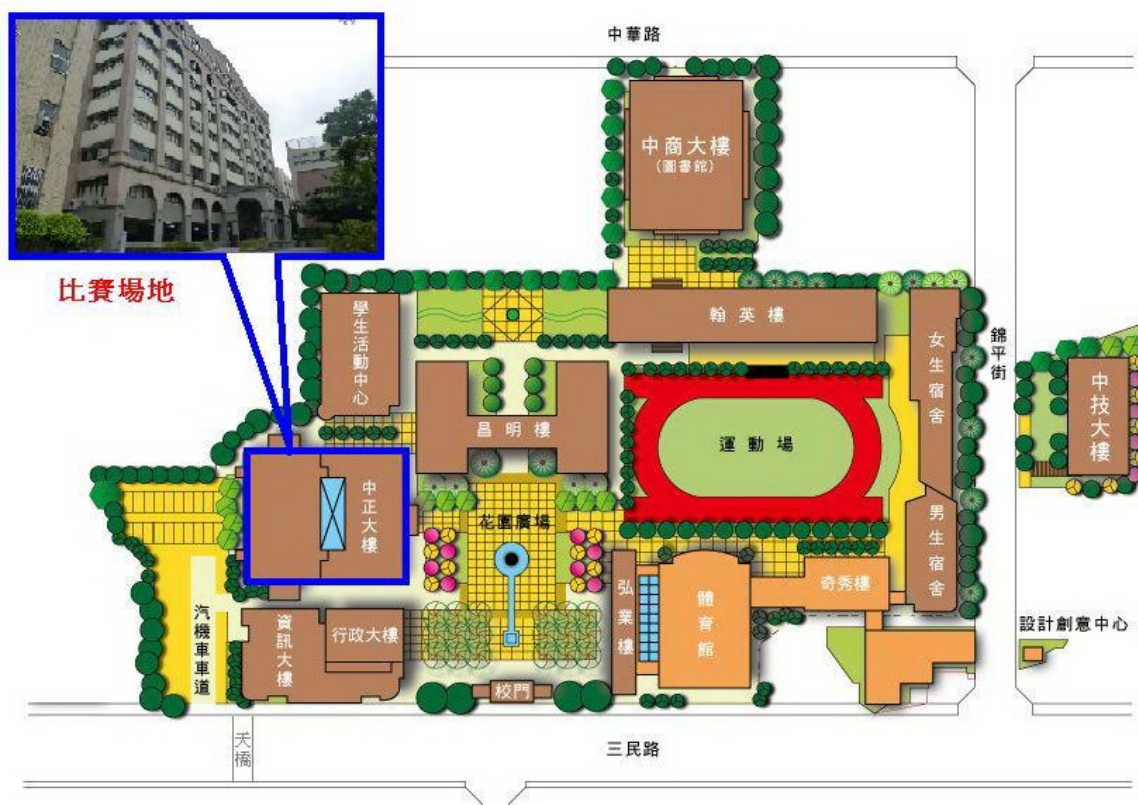 中華路
中商大樓
(圖書館)
比賽場地
學生活動中心
翰英樓
女生宿舍
錦平街
中技大樓
昌明樓
運動場
中正大樓
花園廣場
男生宿舍
弘業樓
體育館
奇秀樓
汽機車車道
資訊大樓
行政大樓
設計創意中心
校門
天橋
三民路